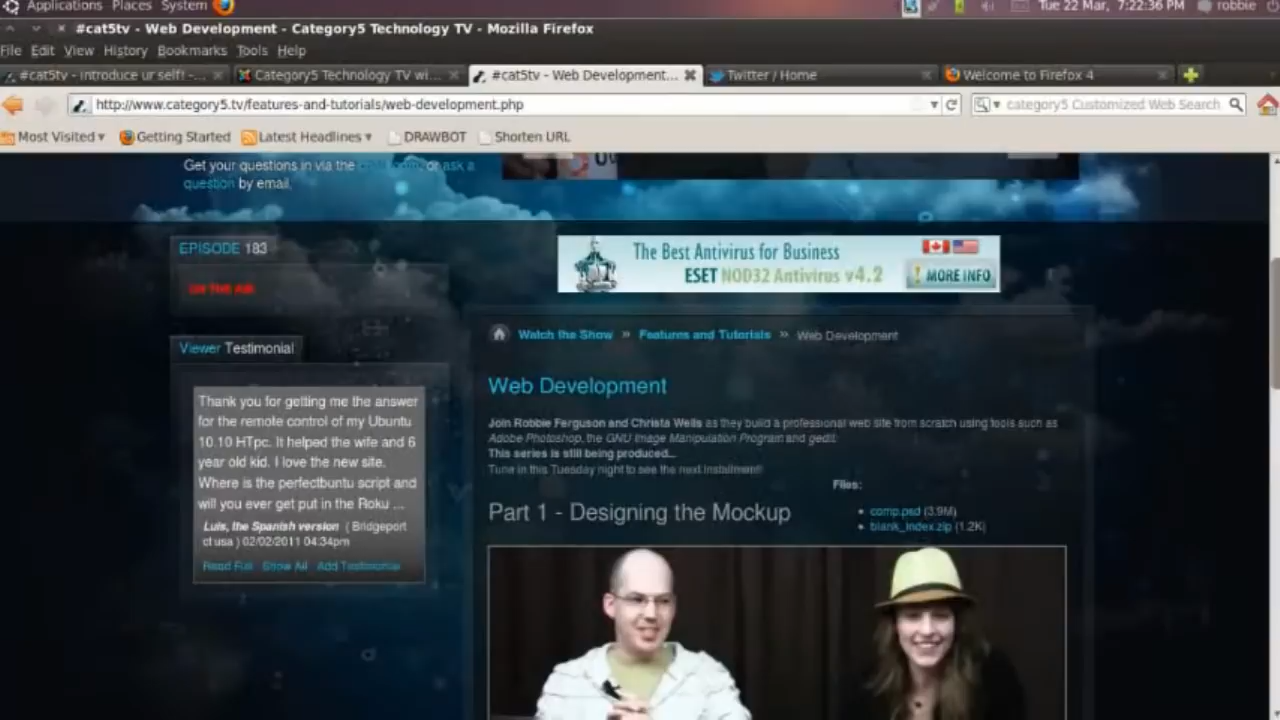 Applications Places System Tue 22 Mar, 7:22:36 PM robbie
#cat5tv - Web Development - Category5 Technology TV - Mozilla Firefox
File Edit View History Bookmarks Tools Help
#cat5tv - introduce ur self! -... Category5 Technology TV wi... #cat5tv - Web Development... Twitter / Home Welcome to Firefox 4
http://www.category5.tv/features-and-tutorials/web-development.php category5 Customized Web Search
Most Visited Getting Started Latest Headlines DRAWBOT Shorten URL
Get your questions in via the or ask a
question by email.
EPISODE 183
ON THE AIR
The Best Antivirus for Business
ESET NOD32 Antivirus v4.2
! MORE INFO
Watch the Show » Features and Tutorials » Web Development
Viewer Testimonial
Thank you for getting me the answer
for the remote control of my Ubuntu
10.10 HTpc. It helped the wife and 6
year old kid. I love the new site.
Where is the perfectbuntu script and
will you ever get put in the Roku ...
Luis, the Spanish version ( Bridgeport
ct usa ) 02/02/2011 04:34pm
Read Full Show All Add Testimonial
Web Development
Join Robbie Ferguson and Christa Wells as they build a professional web site from scratch using tools such as
Adobe Photoshop, the GNU Image Manipulation Program and gedit.
This series is still being produced...
Tune in this Tuesday night to see the next installment!
Files:
Part 1 - Designing the Mockup
comp.psd (3.9M)
blank_index.zip (1.2K)